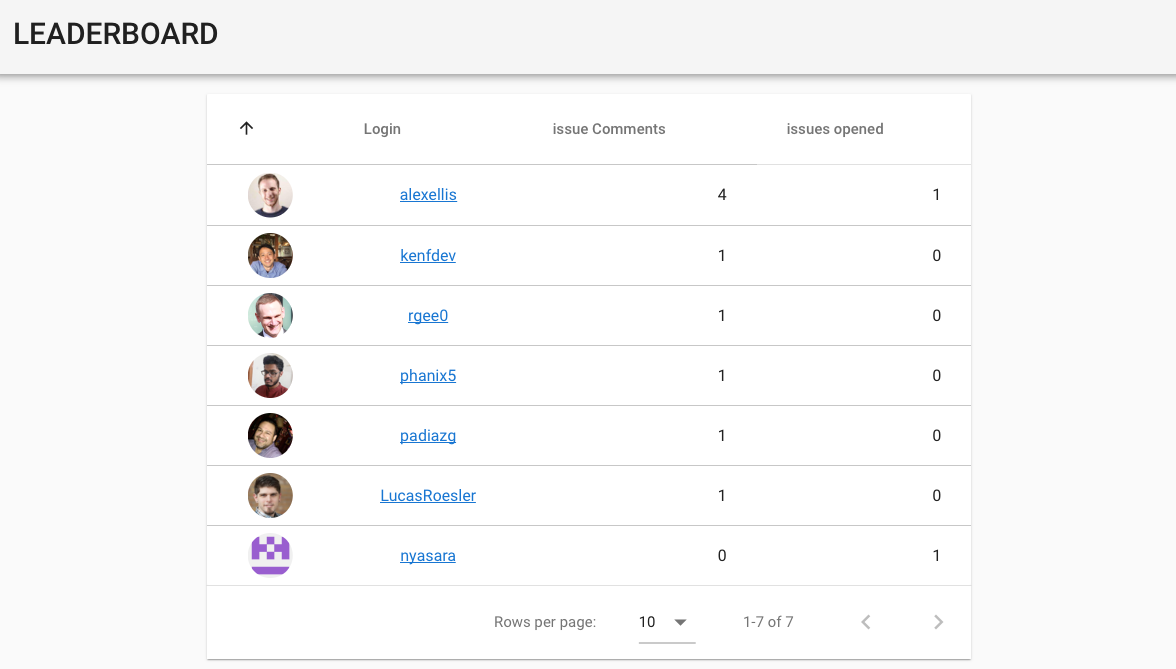 LEADERBOARD
Login issue Comments issues opened
alexellis 4 1
kenfdev 1 0
rgee0 1 0
phanix5 1 0
padiazg 1 0
LucasRoesler 1 0
nyasara 0 1
Rows per page: 10 1-7 of 7